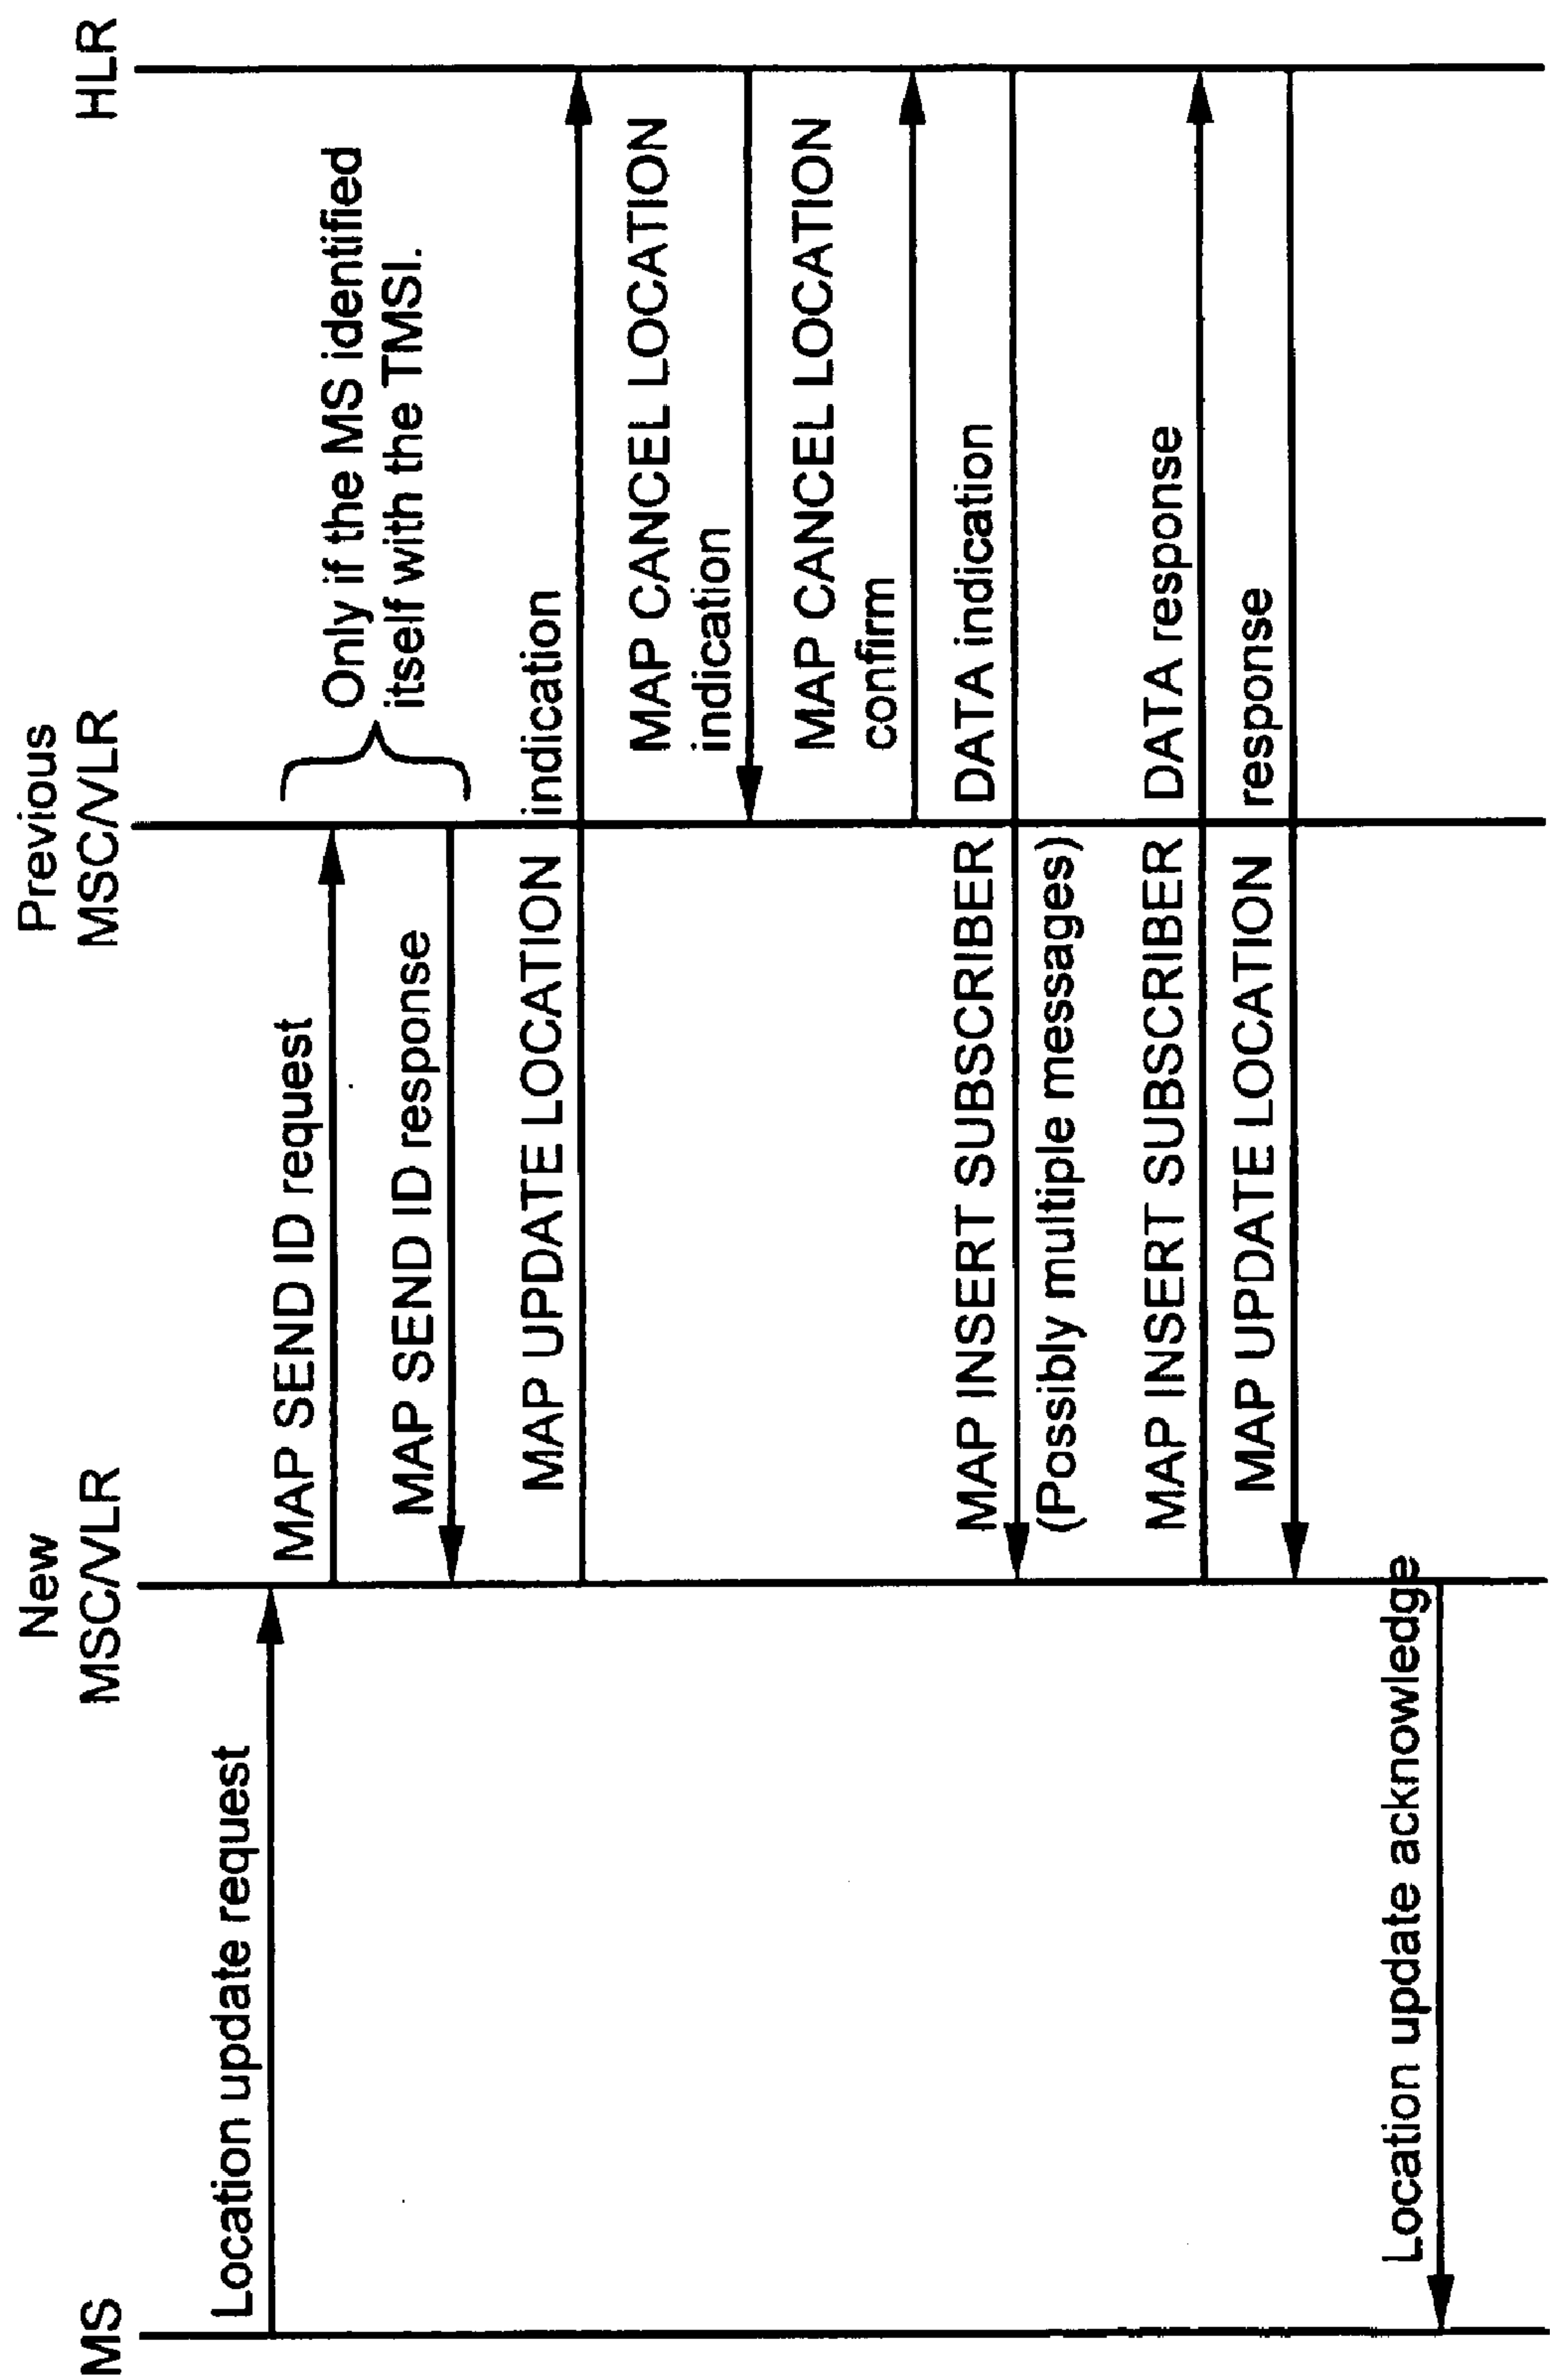 MS
New
MSC/VLR
Previous
MSC/VLR
HLR
Location update request
MAP SEND ID request
Only if the MS identified
itself with the TMSI.
MAP SEND ID response
MAP UPDATE LOCATION indication
MAP CANCEL LOCATION
indication
MAP CANCEL LOCATION
confirm
MAP INSERT SUBSCRIBER DATA indication
(Possibly multiple messages)
MAP INSERT SUBSCRIBER DATA response
MAP UPDATE LOCATION response
Location update acknowledge